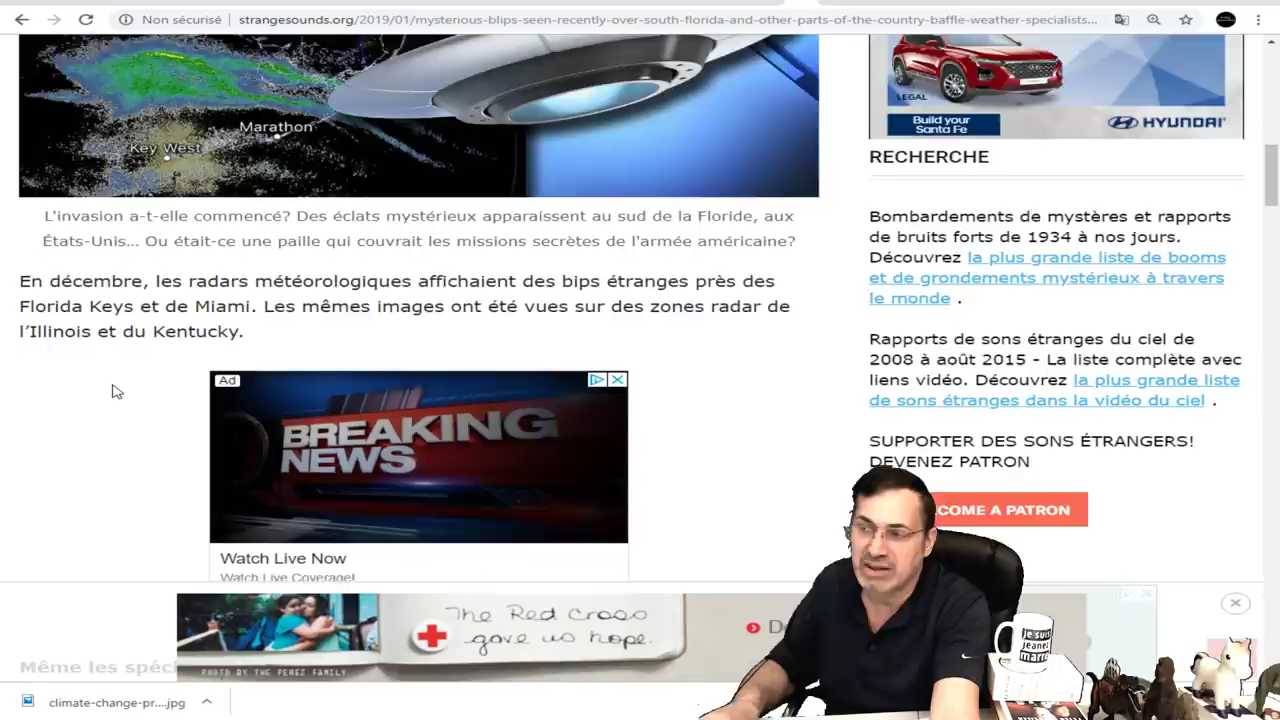 Non sécurisé
strangesounds.org/2019/01/mysterious-blips-seen-recently-over-south-florida-and-other-parts-of-the-country-baffle-weather-specialists...
Marathon
Key West
L'invasion a-t-elle commencé? Des éclats mystérieux apparaissent au sud de la Floride, aux
États-Unis... Ou était-ce une paille qui couvrait les missions secrètes de l'armée américaine?
En décembre, les radars météorologiques affichaient des bips étranges près des
Florida Keys et de Miami. Les mêmes images ont été vues sur des zones radar de
l'Illinois et du Kentucky.
Ad
BREAKING
NEWS
Watch Live Now
Watch Live Coverage!
LEGAL
Build your
Santa Fe
HYUNDAI
RECHERCHE
Bombardements de mystères et rapports
de bruits forts de 1934 à nos jours.
Découvrez la plus grande liste de booms
et de grondements mystérieux à travers
le monde .
Rapports de sons étranges du ciel de
2008 à août 2015 - La liste complète avec
liens vidéo. Découvrez la plus grande liste
de sons étranges dans la vidéo du ciel .
SUPPORTER DES SONS ÉTRANGERS!
DEVENEZ PATRON
COME A PATRON
The Red Cross
gave us hope.
PHOTO BY THE PEREZ FAMILY
je suis
Même les
climate-change-pr....jpg